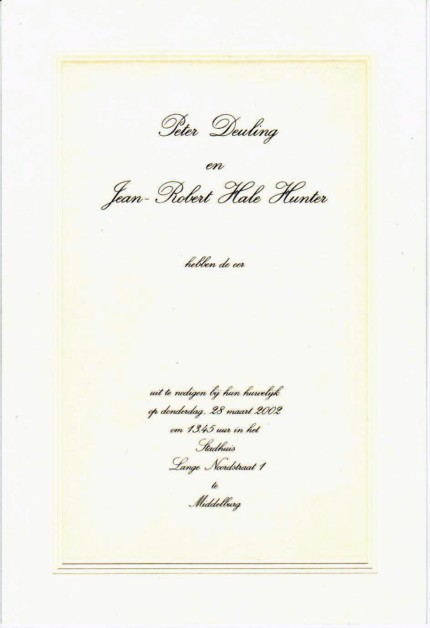 Peter Deuling
en
Jean-Robert Hale Hunter
hebben de eer
uit te nodigen bij hun huwelijk
op donderdag, 28 maart 2002
om 13.45 uur in het
Stadhuis
Lange Noordstraat 1
te
Middelburg